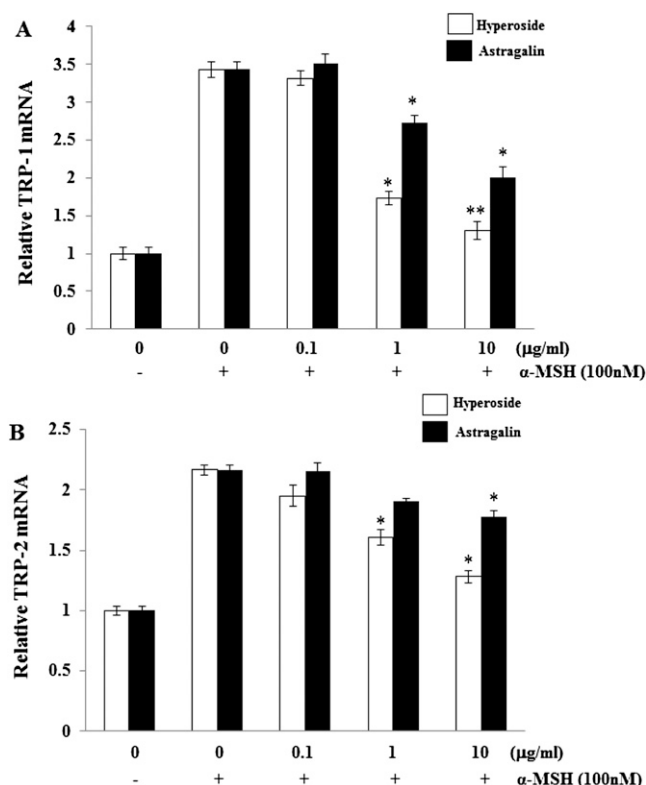 A
Hyperoside
Astragalin
Relative TRP-1 mRNA
4
3.5
3
2.5
2
1.5
1
0.5
0
*
*
**
*
0 0 0.1 1 10 (μg/ml)
- + + + + α-MSH (100nM)
B
Hyperoside
Astragalin
Relative TRP-2 mRNA
2.5
2
1.5
1
0.5
0
*
*
*
0 0 0.1 1 10 (μg/ml)
- + + + + α-MSH (100nM)